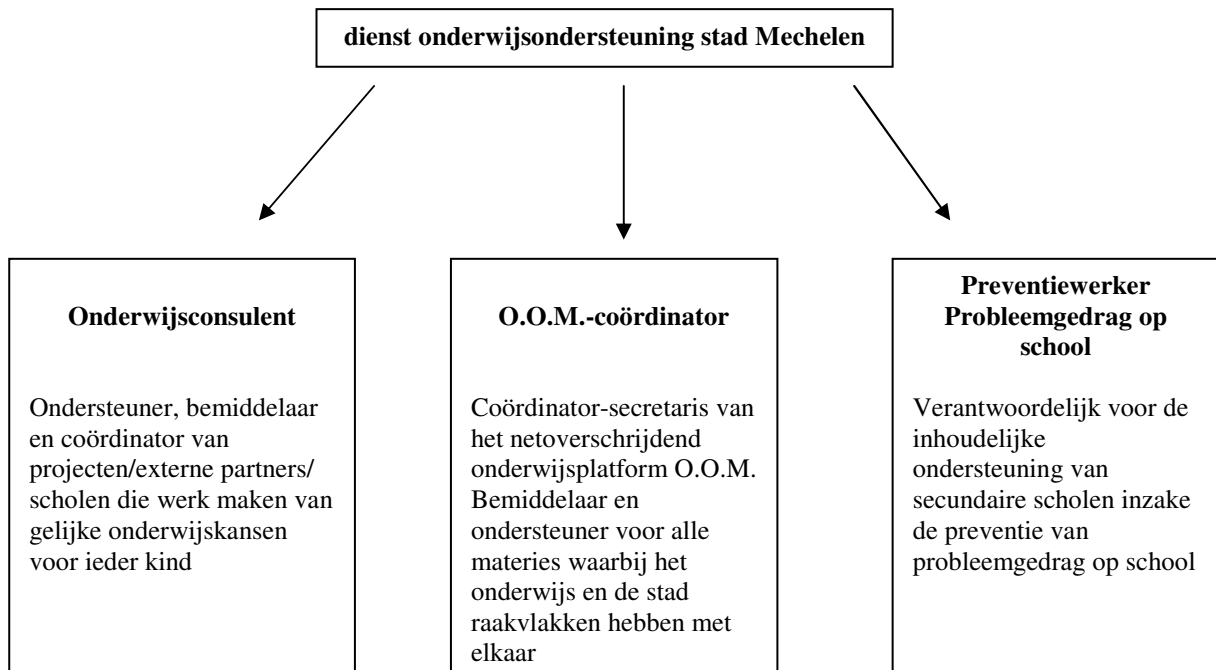 dienst onderwijsondersteuning stad Mechelen
Onderwijsconsulent
Ondersteuner, bemiddelaar
en coördinator van
projecten/externe partners/
scholen die werk maken van
gelijke onderwijskansen
voor ieder kind
O.O.M.-coördinator
Coördinator-secretaris van
het netoverschrijdend
onderwijsplatform O.O.M.
Bemiddelaar en
ondersteuner voor alle
materies waarbij het
onderwijs en de stad
raakvlakken hebben met
elkaar
Preventiewerker
Probleemgedrag op
school
Verantwoordelijk voor de
inhoudelijke
ondersteuning van
secundaire scholen inzake
de preventie van
probleemgedrag op school